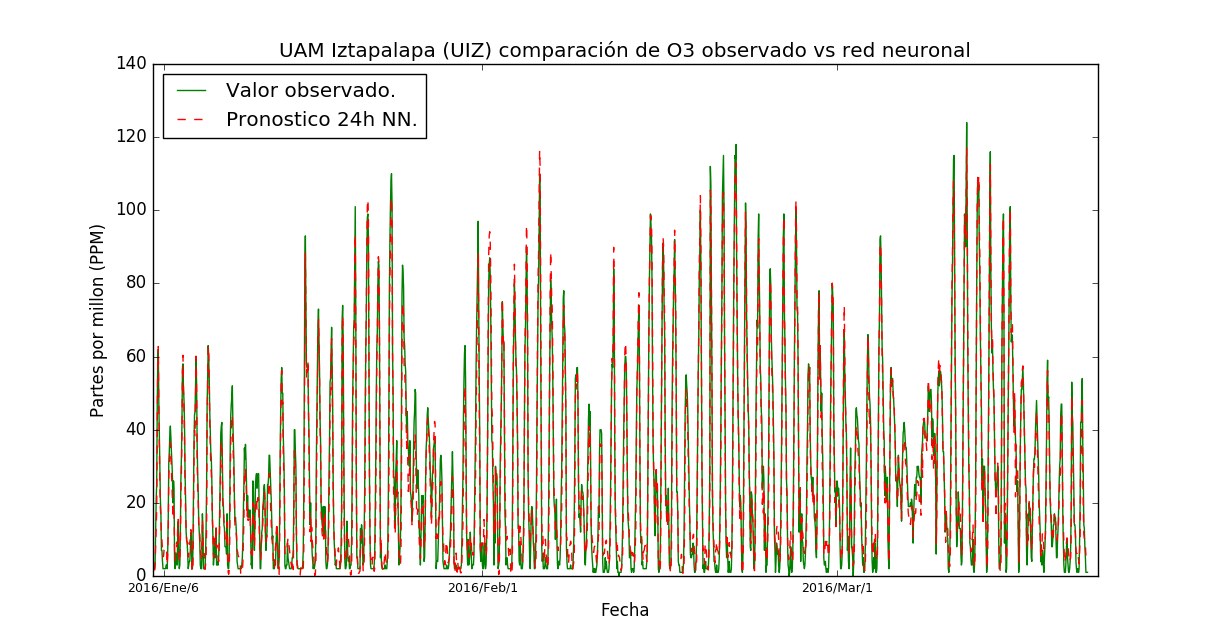 UAM Iztapalapa (UIZ) comparación de O3 observado vs red neuronal
140
120
100
80
60
40
20
0
Partes por millon (PPM)
Valor observado.
Pronostico 24h NN.
2016/Ene/6
2016/Feb/1
2016/Mar/1
Fecha